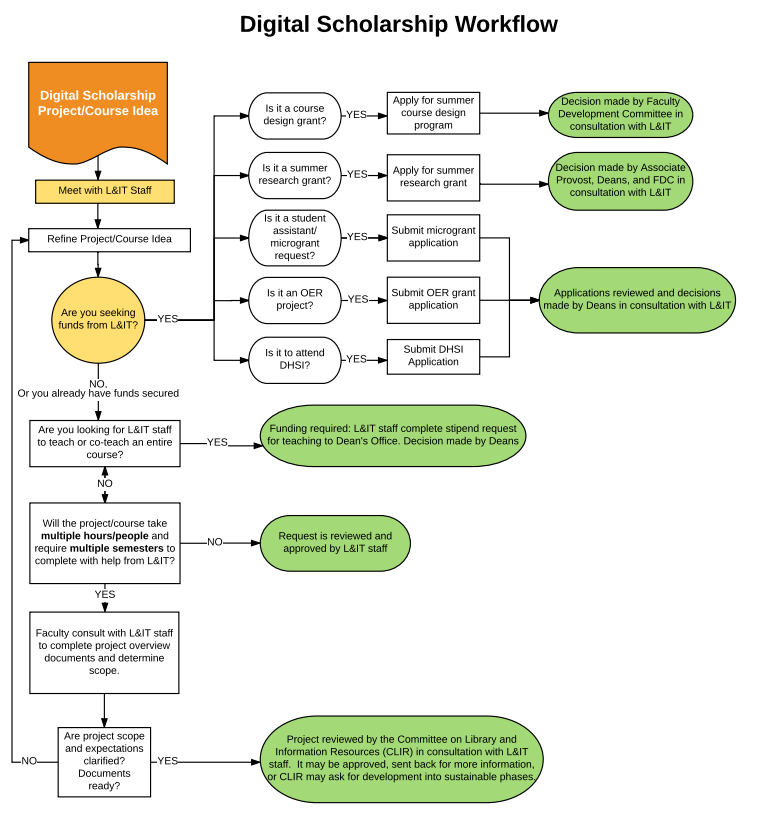 Digital Scholarship Workflow
Digital Scholarship
Project/Course Idea
Meet with L&IT Staff
Refine Project/Course Idea
Are you seeking
funds from L&IT?
YES
Is it a course
design grant?
YES
Apply for summer
course design
program
Decision made by Faculty
Development Committee in
consultation with L&IT
Is it a summer
research grant?
YES
Apply for summer
research grant
Decision made by Associate
Provost, Deans, and FDC in
consultation with L&IT
Is it a student
assistant/
microgrant
request?
YES
Submit microgrant
application
Is it an OER
project?
YES
Submit OER grant
application
Applications reviewed and decisions
made by Deans in consultation with L&IT
Is it to attend
DHSI?
YES
Submit DHSI
Application
NO.
Or you already have funds secured
Are you looking for L&IT staff
to teach or co-teach an entire
course?
YES
Funding required: L&IT staff complete stipend request
for teaching to Dean's Office. Decision made by Deans
NO
Will the project/course take
multiple hours/people and
require multiple semesters to
complete with help from L&IT?
NO
Request is reviewed and
approved by L&IT staff
YES
Faculty consult with L&IT staff
to complete project overview
documents and determine
scope.
Are project scope
and expectations
clarified?
Documents
ready?
NO
YES
Project reviewed by the Committee on Library and
Information Resources (CLIR) in consultation with L&IT
staff.  It may be approved, sent back for more information,
or CLIR may ask for development into sustainable phases.